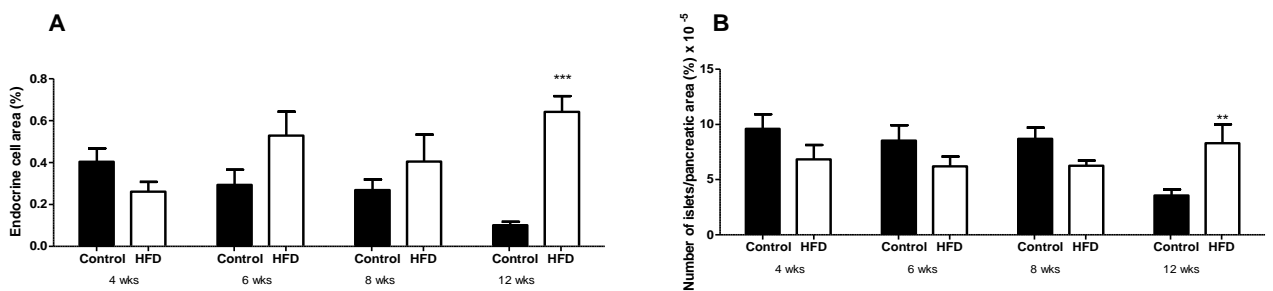 A
Endocrine cell area (%)
0.8
0.6
0.4
0.2
0.0
***
Control HFD Control HFD Control HFD Control HFD
4 wks 6 wks 8 wks 12 wks
B
Number of islets/pancreatic area (%) x 10 -5
15
10
5
0
**
Control HFD Control HFD Control HFD Control HFD
4 wks 6 wks 8 wks 12 wks